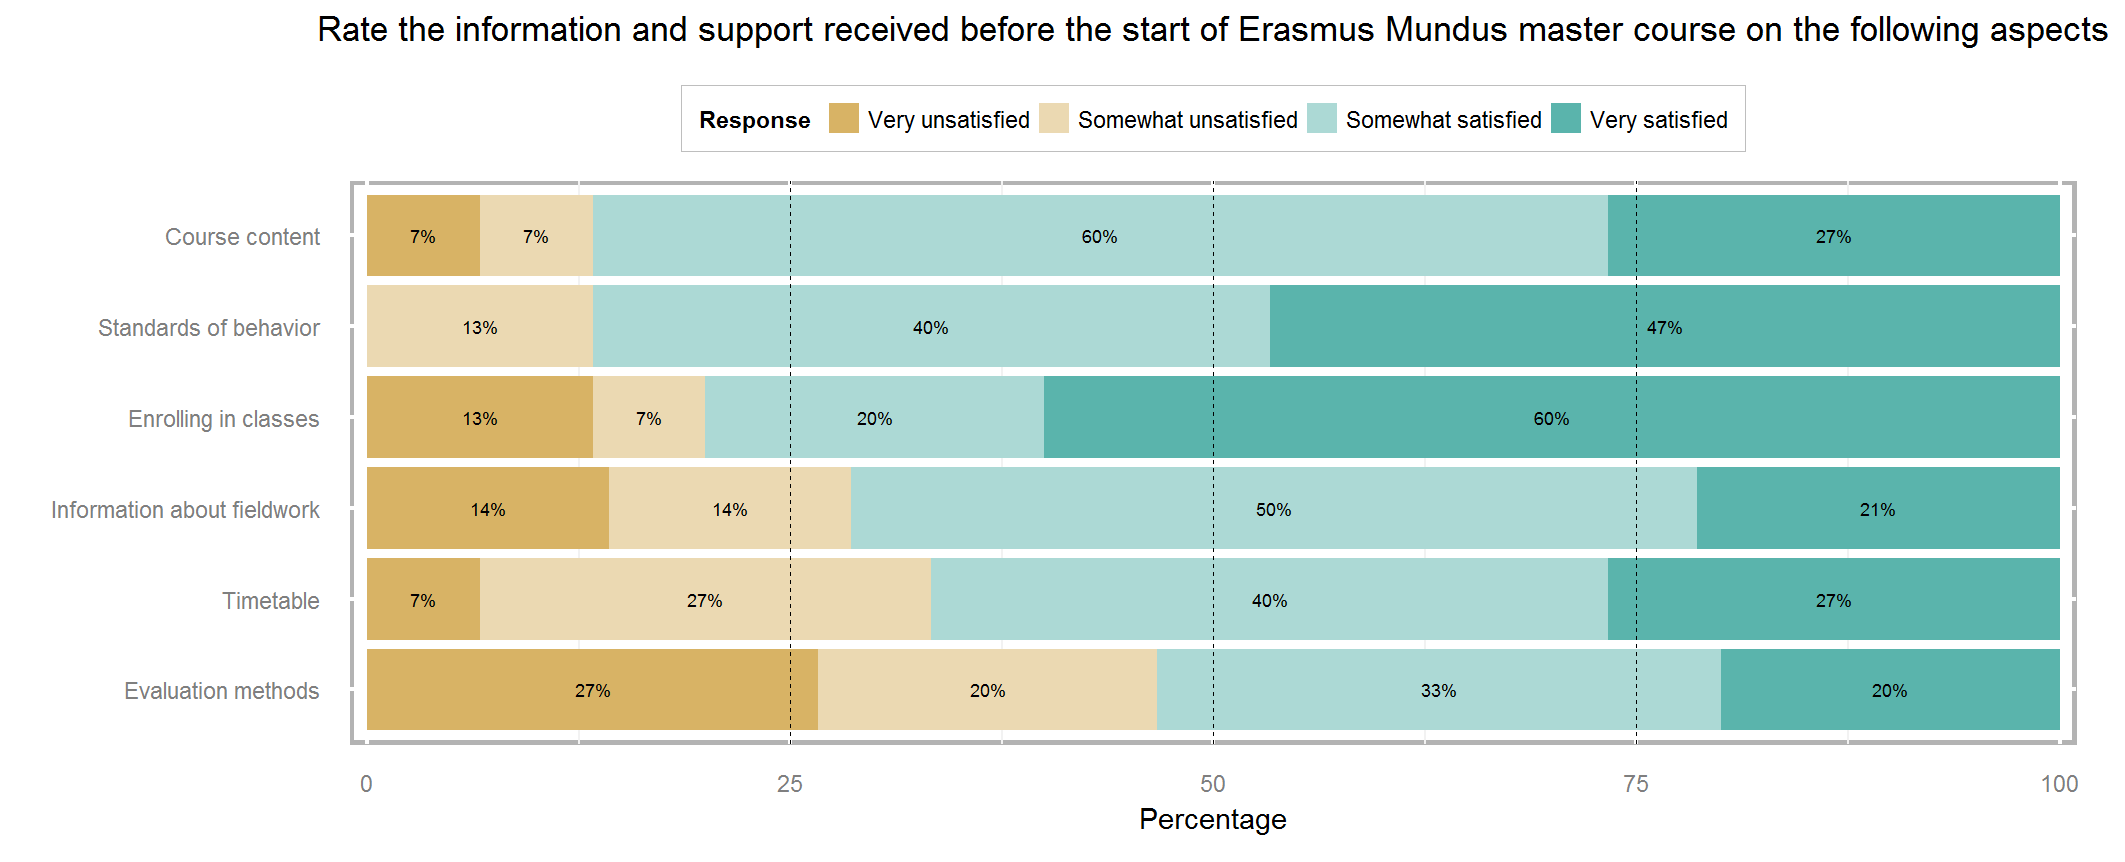 Rate the information and support received before the start of Erasmus Mundus master course on the following aspects
Response Very unsatisfied Somewhat unsatisfied Somewhat satisfied Very satisfied
Course content 7% 7% 60% 27%
Standards of behavior 13% 40% 47%
Enrolling in classes 13% 7% 20% 60%
Information about fieldwork 14% 14% 50% 21%
Timetable 7% 27% 40% 27%
Evaluation methods 27% 20% 33% 20%
0 25 50 75 100
Percentage